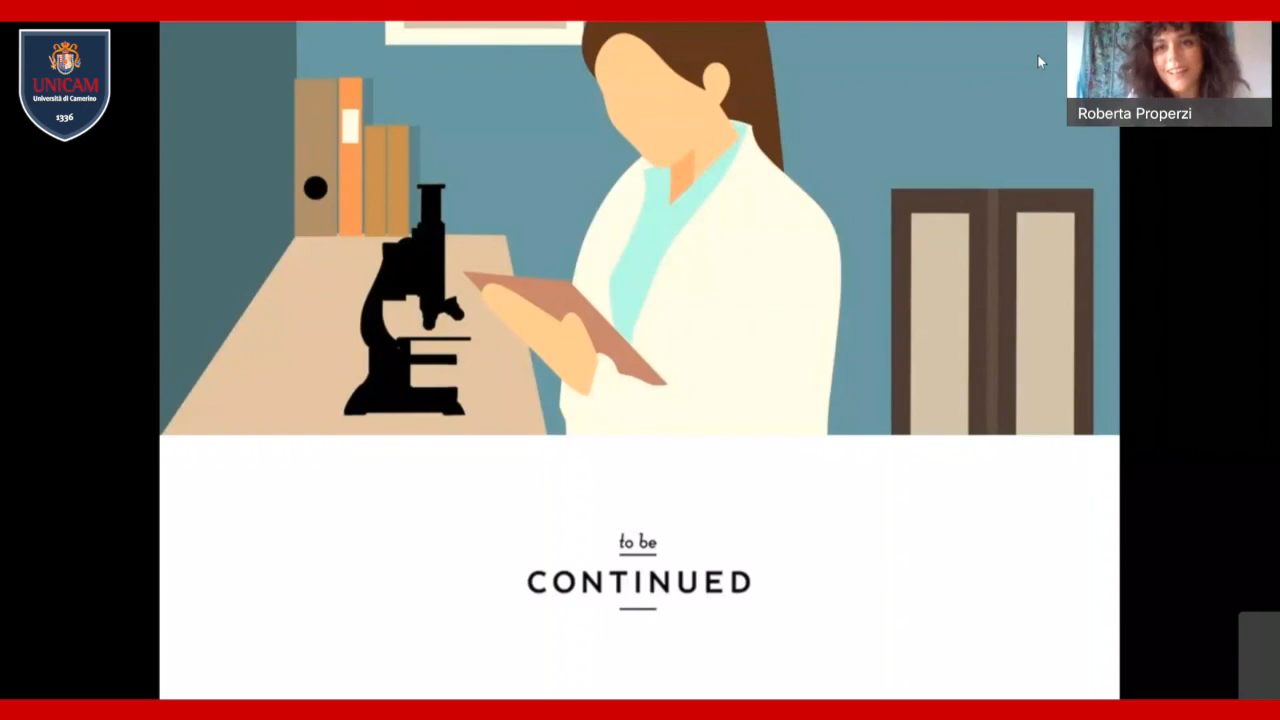 UNICAM
Università di Camerino
1336
Roberta Properzi
to be
CONTINUED